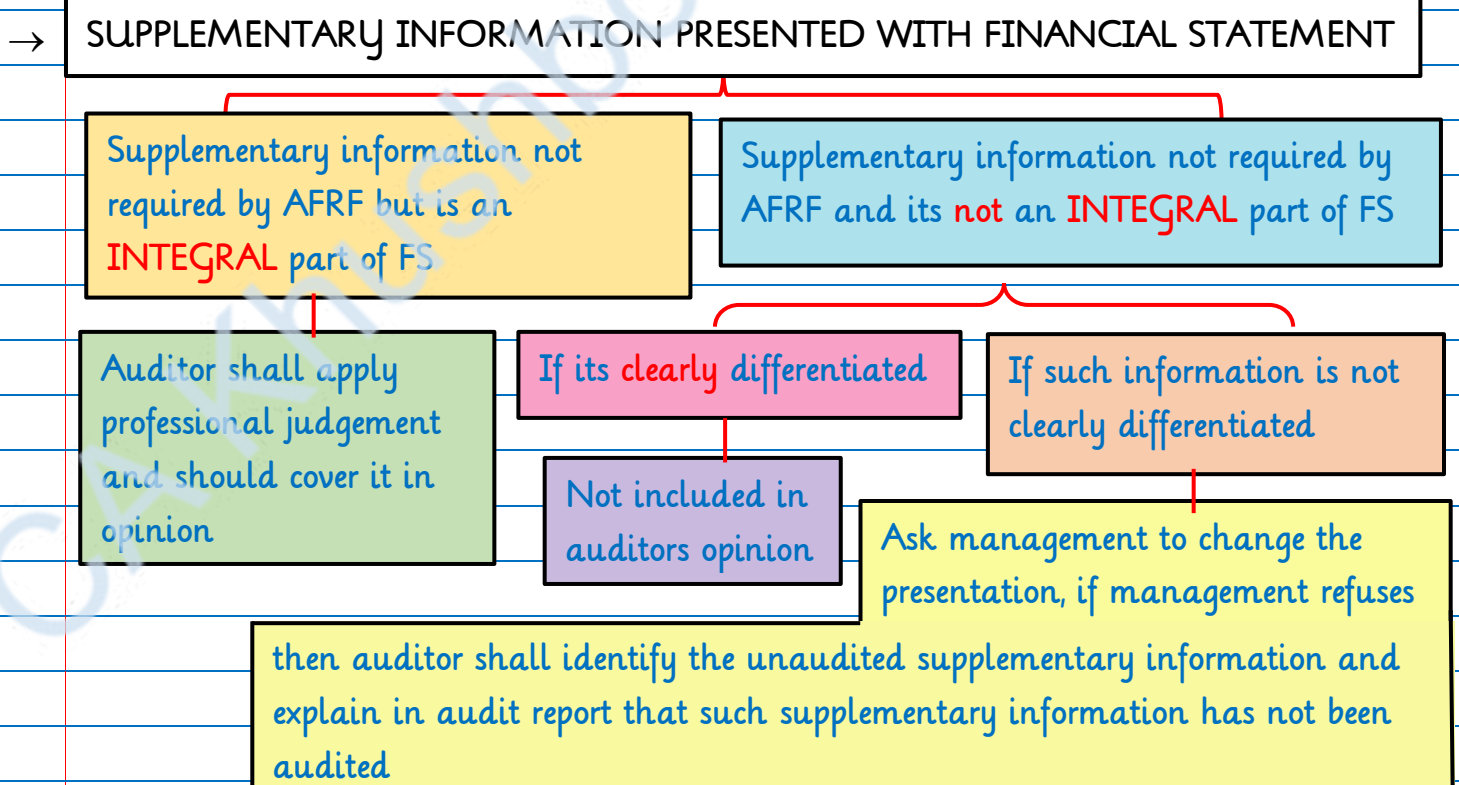 → SUPPLEMENTARY INFORMATION PRESENTED WITH FINANCIAL STATEMENT
Supplementary information not
required by AFRF but is an
INTEGRAL part of FS
Supplementary information not required by
AFRF and its not an INTEGRAL part of FS
Auditor shall apply
professional judgement
and should cover it in
opinion
If its clearly differentiated
Not included in
auditors opinion
If such information is not
clearly differentiated
Ask management to change the
presentation, if management refuses
then auditor shall identify the unaudited supplementary information and
explain in audit report that such supplementary information has not been
audited
CA Khushb